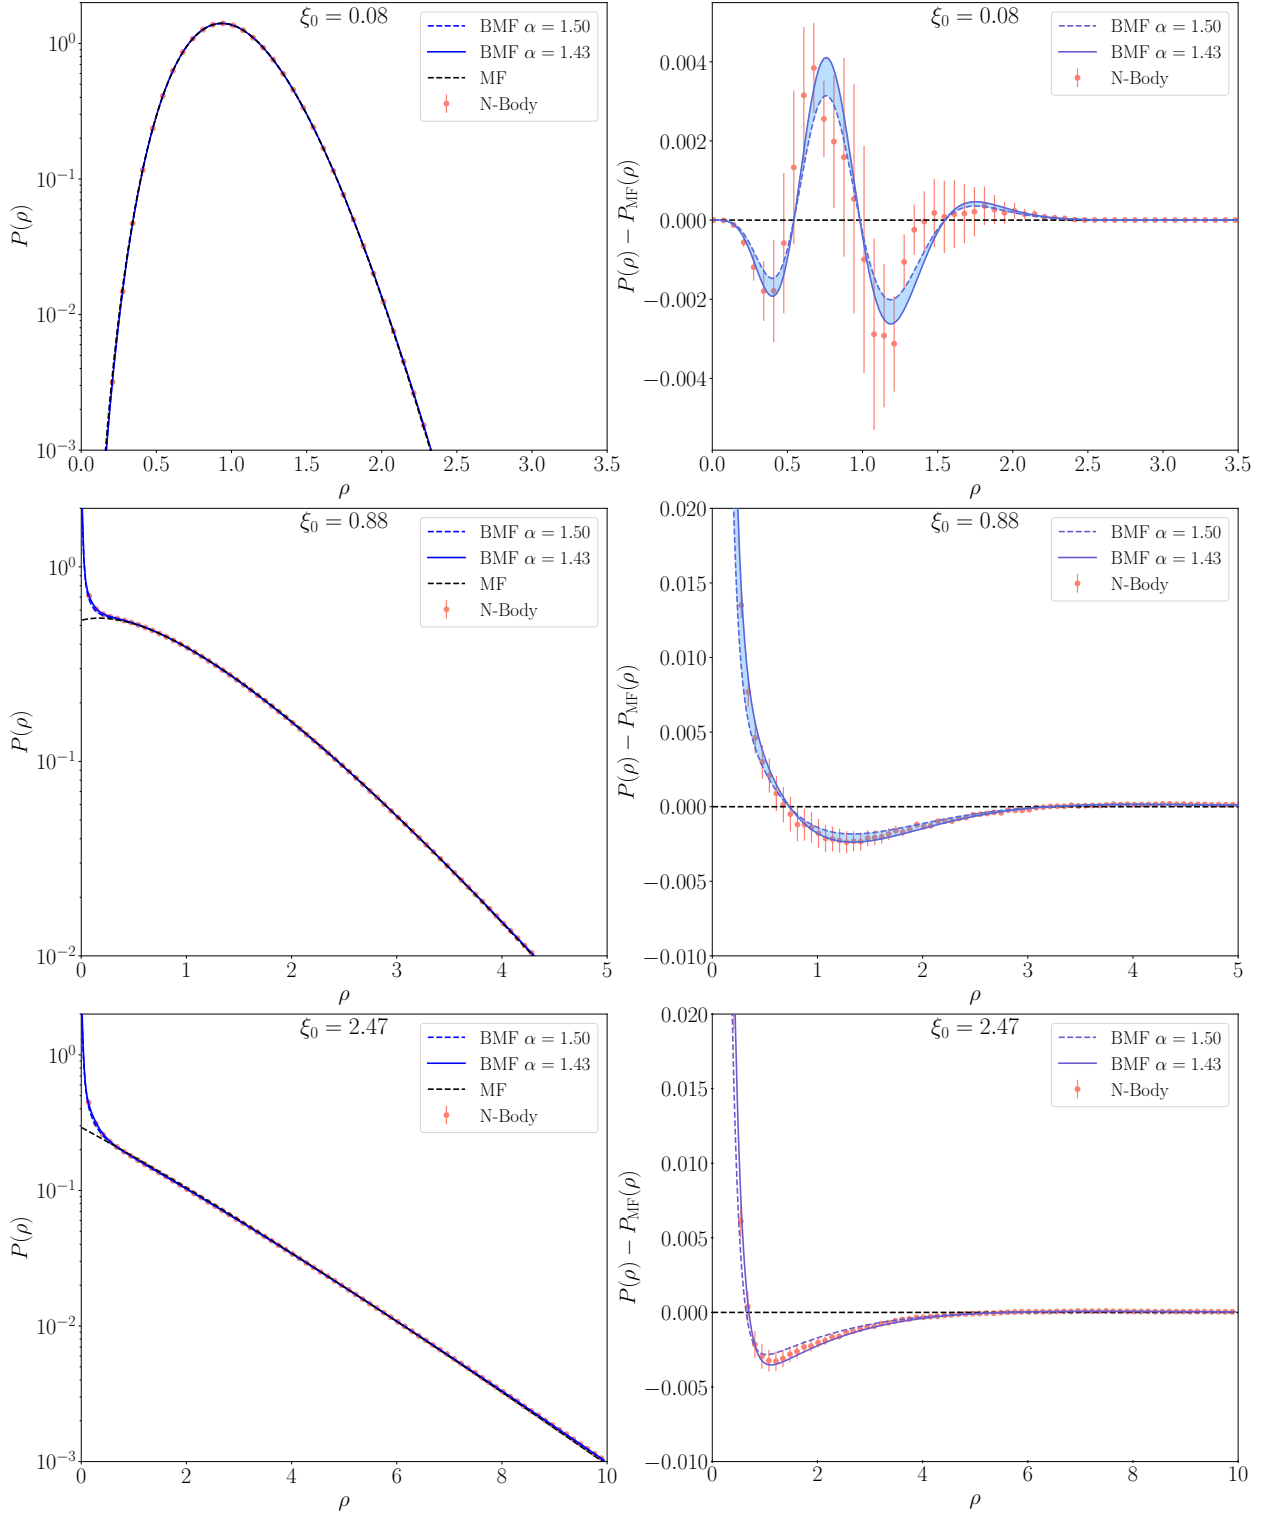 ξ₀ = 0.08
BMF α = 1.50
BMF α = 1.43
MF
N-Body
P(ρ)
10⁰
10⁻¹
10⁻²
10⁻³
0.0 0.5 1.0 1.5 2.0 2.5 3.0 3.5
ρ
ξ₀ = 0.08
BMF α = 1.50
BMF α = 1.43
N-Body
P(ρ) − P_MF(ρ)
0.004
0.002
0.000
−0.002
−0.004
0.0 0.5 1.0 1.5 2.0 2.5 3.0 3.5
ρ
ξ₀ = 0.88
BMF α = 1.50
BMF α = 1.43
MF
N-Body
P(ρ)
10⁰
10⁻¹
10⁻²
0 1 2 3 4 5
ρ
ξ₀ = 0.88
BMF α = 1.50
BMF α = 1.43
N-Body
P(ρ) − P_MF(ρ)
0.020
0.015
0.010
0.005
0.000
−0.005
−0.010
0 1 2 3 4 5
ρ
ξ₀ = 2.47
BMF α = 1.50
BMF α = 1.43
MF
N-Body
P(ρ)
10⁰
10⁻¹
10⁻²
10⁻³
0 2 4 6 8 10
ρ
ξ₀ = 2.47
BMF α = 1.50
BMF α = 1.43
N-Body
P(ρ) − P_MF(ρ)
0.020
0.015
0.010
0.005
0.000
−0.005
−0.010
0 2 4 6 8 10
ρ